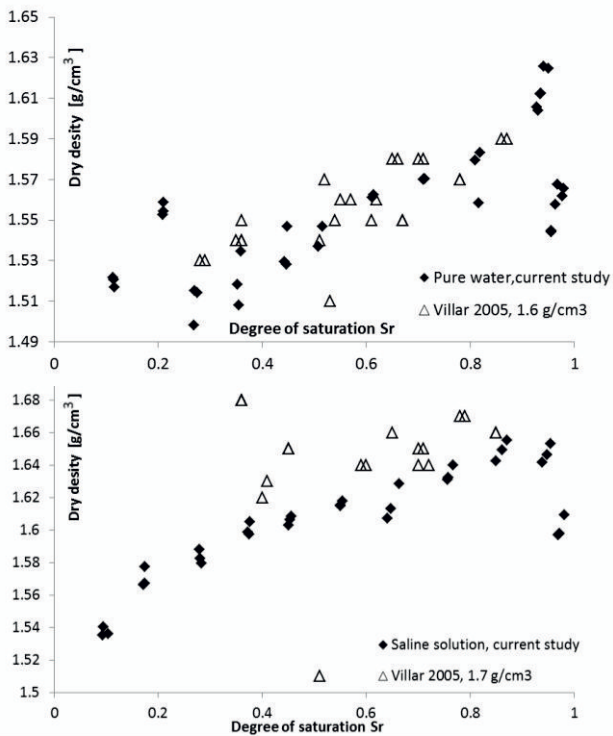 Dry desity [g/cm3]
1.65
1.63
1.61
1.59
1.57
1.55
1.53
1.51
1.49
Pure water,current study
Villar 2005, 1.6 g/cm3
Degree of saturation Sr
0 0.2 0.4 0.6 0.8 1
Dry density [g/cm3]
1.68
1.66
1.64
1.62
1.6
1.58
1.56
1.54
1.52
1.5
Saline solution, current study
Villar 2005, 1.7 g/cm3
0 0.2 0.4 0.6 0.8 1
Degree of saturation Sr